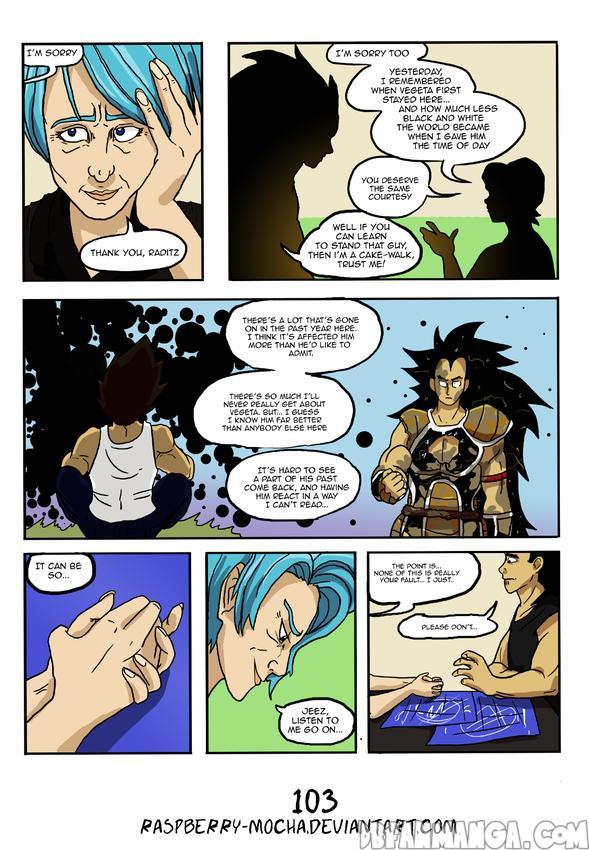 I'M SORRY
THANK YOU, RADITZ
I'M SORRY TOO
YESTERDAY,
I REMEMBERED
WHEN VEGETA FIRST
STAYED HERE...
AND HOW MUCH LESS
BLACK AND WHITE
THE WORLD BECAME
WHEN I GAVE HIM
THE TIME OF DAY
YOU DESERVE
THE SAME
COURTESY
WELL IF YOU
CAN LEARN
TO STAND THAT GUY,
THEN I'M A CAKE-WALK,
TRUST ME!
THERE'S A LOT THAT'S GONE
ON IN THE PAST YEAR HERE.
I THINK IT'S AFFECTED HIM
MORE THAN HE'D LIKE TO
ADMIT.
THERE'S SO MUCH I'LL
NEVER REALLY GET ABOUT
VEGETA. BUT... I GUESS
I KNOW HIM FAR BETTER
THAN ANYBODY ELSE HERE
IT'S HARD TO SEE
A PART OF HIS PAST
COME BACK, AND HAVING
HIM REACT IN A WAY
I CAN'T READ...
IT CAN BE
SO...
JEEZ,
LISTEN TO
ME GO ON...
THE POINT IS...
NONE OF THIS IS REALLY
YOUR FAULT... I JUST..
PLEASE DON'T...
103
RASPBERRY-MOCHA.DEVIANTART.COM
DBFANMANGA.COM